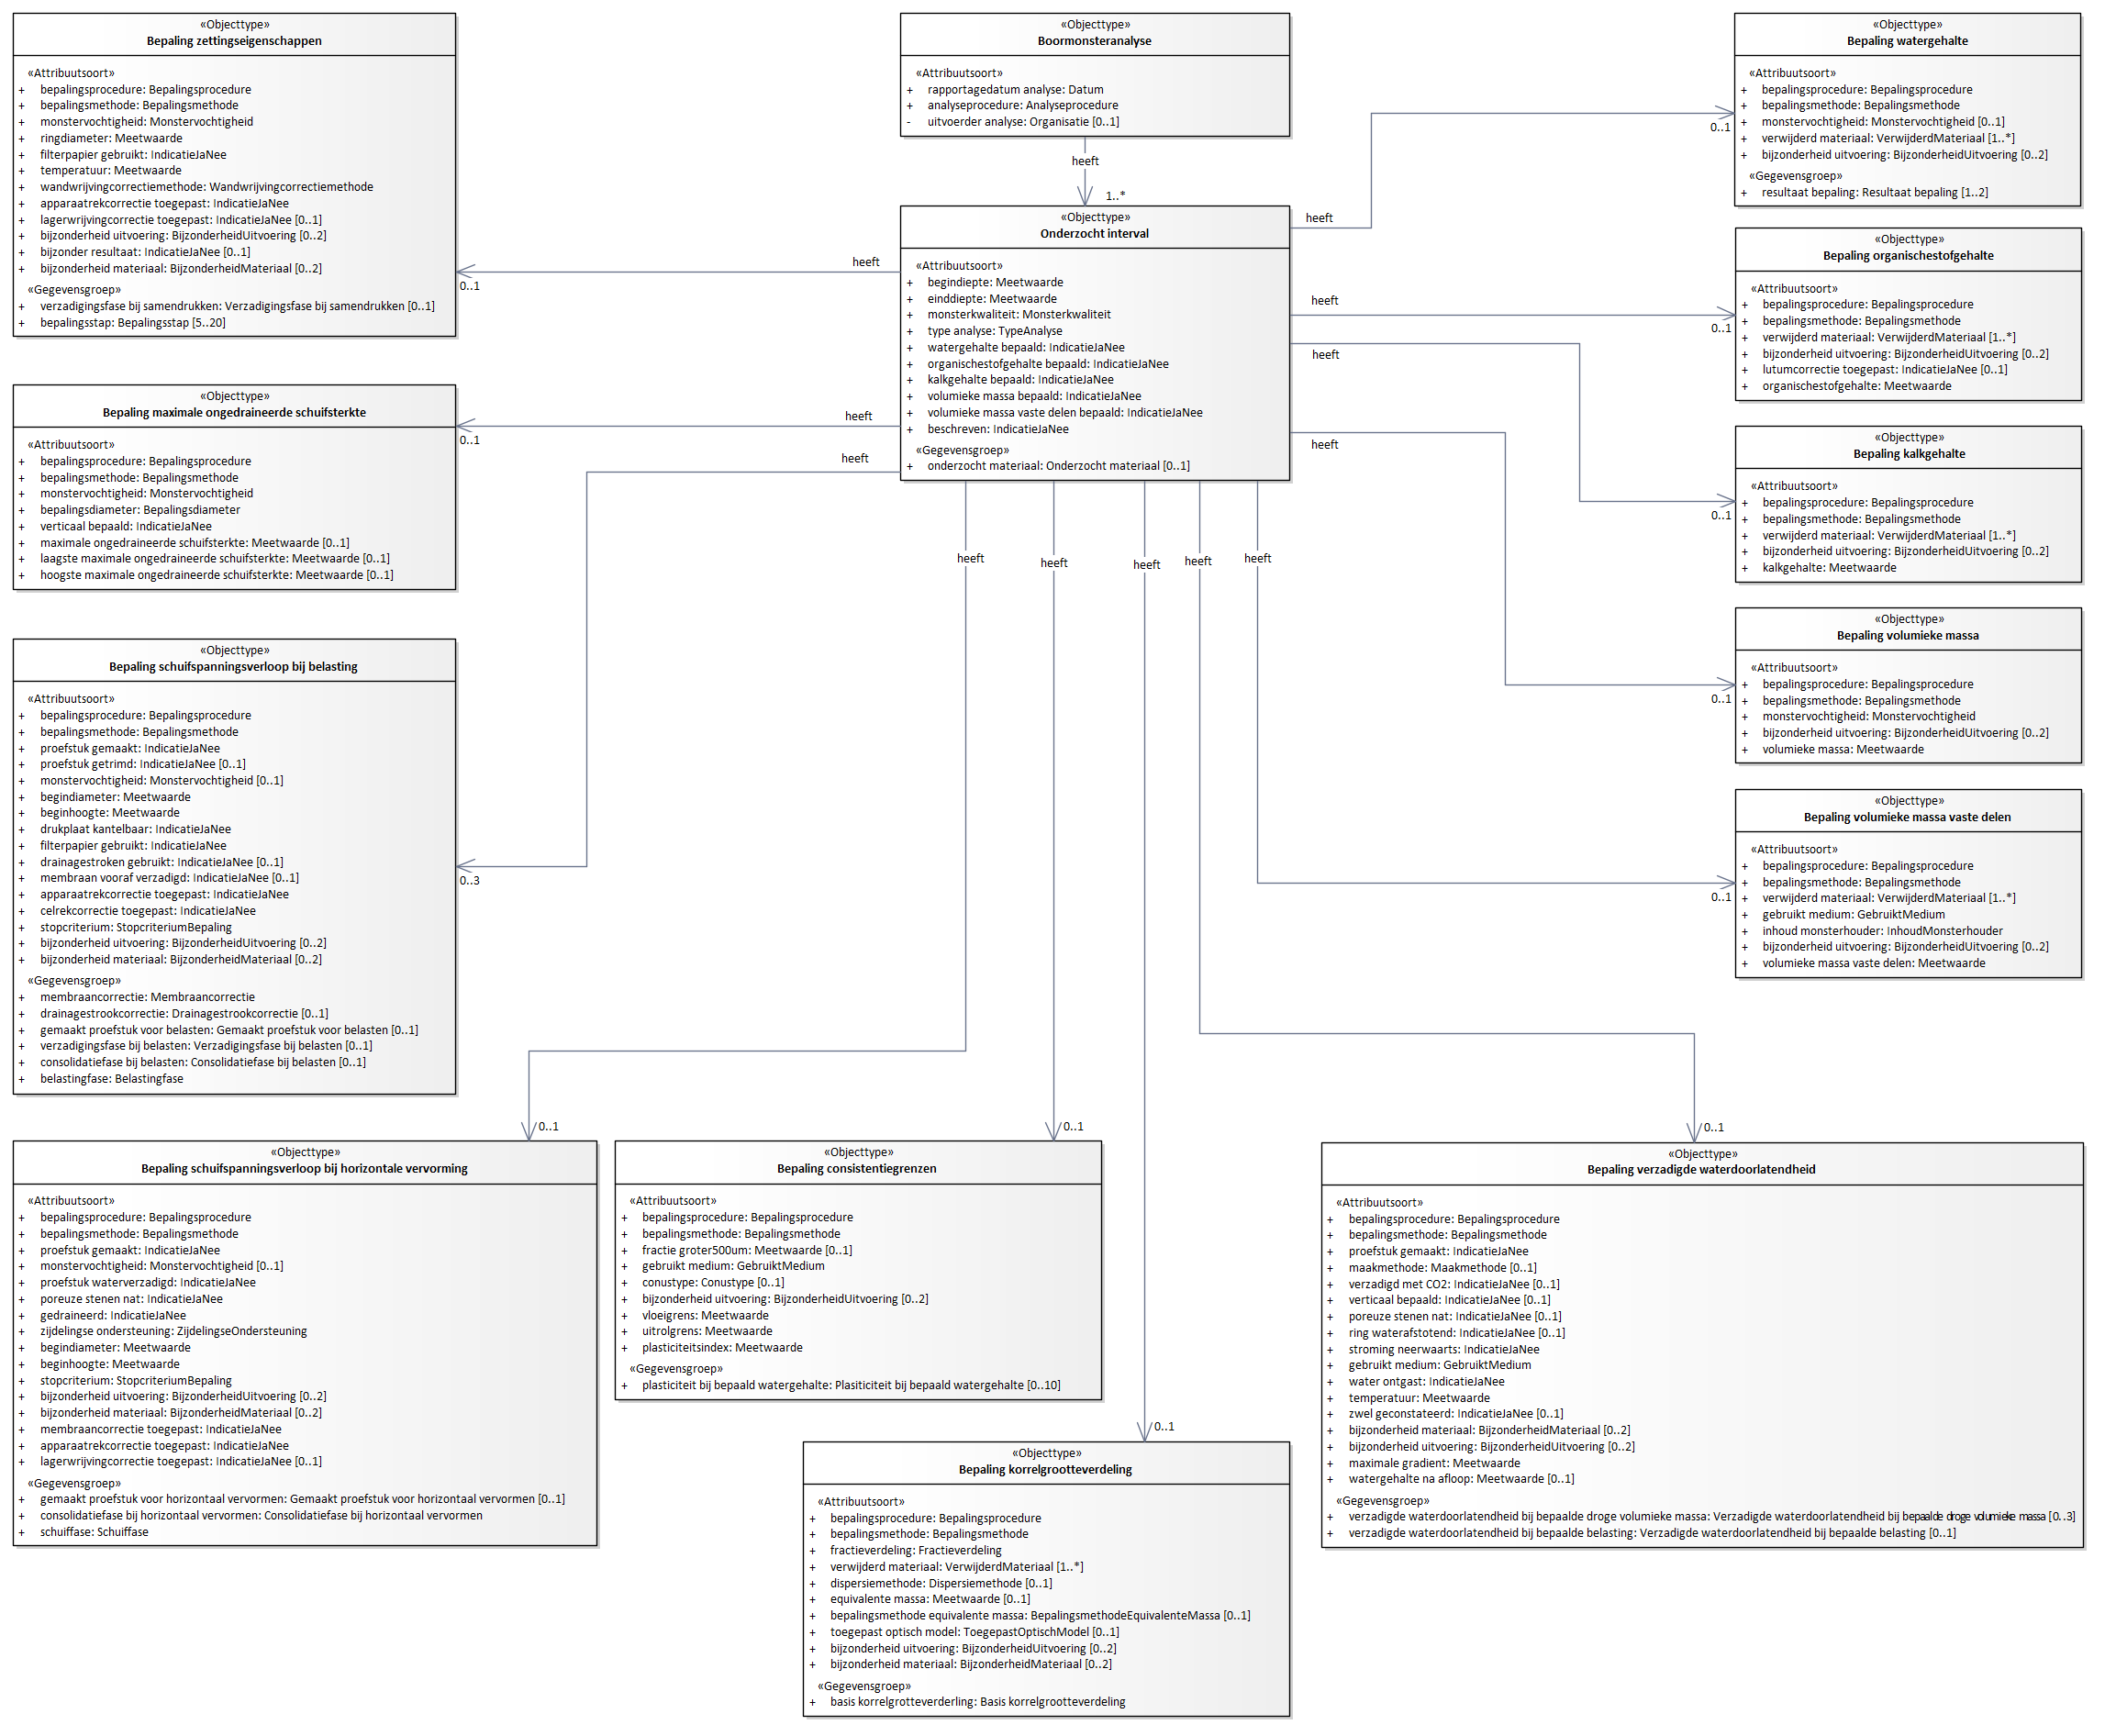 «Objecttype»
Bepaling zettingseigenschappen
«Attribuutsoort»
+ bepalingsprocedure: Bepalingsprocedure
+ bepalingsmethode: Bepalingsmethode
+ monstervochtigheid: Monstervochtigheid
+ ringdiameter: Meetwaarde
+ filterpapier gebruikt: IndicatieJaNee
+ temperatuur: Meetwaarde
+ wandwrijvingcorrectiemethode: Wandwrijvingcorrectiemethode
+ apparaatrekcorrectie toegepast: IndicatieJaNee
+ lagerwrijvingcorrectie toegepast: IndicatieJaNee [0..1]
+ bijzonderheid uitvoering: BijzonderheidUitvoering [0..2]
+ bijzonder resultaat: IndicatieJaNee [0..1]
+ bijzonderheid materiaal: BijzonderheidMateriaal [0..2]
«Gegevensgroep»
+ verzadigingsfase bij samendrukken: Verzadigingsfase bij samendrukken [0..1]
+ bepalingsstap: Bepalingsstap [5..20]
«Objecttype»
Boormonsteranalyse
«Attribuutsoort»
+ rapportagedatum analyse: Datum
+ analyseprocedure: Analyseprocedure
- uitvoerder analyse: Organisatie [0..1]
heeft
1..*
«Objecttype»
Onderzocht interval
«Attribuutsoort»
+ begindiepte: Meetwaarde
+ einddiepte: Meetwaarde
+ monsterkwaliteit: Monsterkwaliteit
+ type analyse: TypeAnalyse
+ watergehalte bepaald: IndicatieJaNee
+ organischestofgehalte bepaald: IndicatieJaNee
+ kalkgehalte bepaald: IndicatieJaNee
+ volumieke massa bepaald: IndicatieJaNee
+ volumieke massa vaste delen bepaald: IndicatieJaNee
+ beschreven: IndicatieJaNee
«Gegevensgroep»
+ onderzocht materiaal: Onderzocht materiaal [0..1]
«Objecttype»
Bepaling watergehalte
«Attribuutsoort»
+ bepalingsprocedure: Bepalingsprocedure
+ bepalingsmethode: Bepalingsmethode
+ monstervochtigheid: Monstervochtigheid [0..1]
+ verwijderd materiaal: VerwijderdMateriaal [1..*]
+ bijzonderheid uitvoering: BijzonderheidUitvoering [0..2]
«Gegevensgroep»
+ resultaat bepaling: Resultaat bepaling [1..2]
heeft
0..1
«Objecttype»
Bepaling organischestofgehalte
«Attribuutsoort»
+ bepalingsprocedure: Bepalingsprocedure
+ bepalingsmethode: Bepalingsmethode
+ verwijderd materiaal: VerwijderdMateriaal [1..*]
+ bijzonderheid uitvoering: BijzonderheidUitvoering [0..2]
+ lutumcorrectie toegepast: IndicatieJaNee [0..1]
+ organischestofgehalte: Meetwaarde
heeft
0..1
«Objecttype»
Bepaling kalkgehalte
«Attribuutsoort»
+ bepalingsprocedure: Bepalingsprocedure
+ bepalingsmethode: Bepalingsmethode
+ verwijderd materiaal: VerwijderdMateriaal [1..*]
+ bijzonderheid uitvoering: BijzonderheidUitvoering [0..2]
+ kalkgehalte: Meetwaarde
heeft
0..1
«Objecttype»
Bepaling volumieke massa
«Attribuutsoort»
+ bepalingsprocedure: Bepalingsprocedure
+ bepalingsmethode: Bepalingsmethode
+ monstervochtigheid: Monstervochtigheid
+ bijzonderheid uitvoering: BijzonderheidUitvoering [0..2]
+ volumieke massa: Meetwaarde
heeft
0..1
«Objecttype»
Bepaling volumieke massa vaste delen
«Attribuutsoort»
+ bepalingsprocedure: Bepalingsprocedure
+ bepalingsmethode: Bepalingsmethode
+ verwijderd materiaal: VerwijderdMateriaal [1..*]
+ gebruikt medium: GebruiktMedium
+ inhoud monsterhouder: InhoudMonsterhouder
+ bijzonderheid uitvoering: BijzonderheidUitvoering [0..2]
+ volumieke massa vaste delen: Meetwaarde
heeft
0..1
heeft
0..1
«Objecttype»
Bepaling maximale ongedraineerde schuifsterkte
«Attribuutsoort»
+ bepalingsprocedure: Bepalingsprocedure
+ bepalingsmethode: Bepalingsmethode
+ monstervochtigheid: Monstervochtigheid
+ bepalingsdiameter: Bepalingsdiameter
+ verticaal bepaald: IndicatieJaNee
+ maximale ongedraineerde schuifsterkte: Meetwaarde [0..1]
+ laagste maximale ongedraineerde schuifsterkte: Meetwaarde [0..1]
+ hoogste maximale ongedraineerde schuifsterkte: Meetwaarde [0..1]
heeft
0..1
«Objecttype»
Bepaling schuifspanningsverloop bij belasting
«Attribuutsoort»
+ bepalingsprocedure: Bepalingsprocedure
+ bepalingsmethode: Bepalingsmethode
+ proefstuk gemaakt: IndicatieJaNee
+ proefstuk getrimd: IndicatieJaNee [0..1]
+ monstervochtigheid: Monstervochtigheid [0..1]
+ begindiameter: Meetwaarde
+ beginhoogte: Meetwaarde
+ drukplaat kantelbaar: IndicatieJaNee
+ filterpapier gebruikt: IndicatieJaNee
+ drainagestroken gebruikt: IndicatieJaNee [0..1]
+ membraan vooraf verzadigd: IndicatieJaNee [0..1]
+ apparaatrekcorrectie toegepast: IndicatieJaNee
+ celrekcorrectie toegepast: IndicatieJaNee
+ stopcriterium: StopcriteriumBepaling
+ bijzonderheid uitvoering: BijzonderheidUitvoering [0..2]
+ bijzonderheid materiaal: BijzonderheidMateriaal [0..2]
«Gegevensgroep»
+ membraancorrectie: Membraancorrectie
+ drainagestrookcorrectie: Drainagestrookcorrectie [0..1]
+ gemaakt proefstuk voor belasten: Gemaakt proefstuk voor belasten [0..1]
+ verzadigingsfase bij belasten: Verzadigingsfase bij belasten [0..1]
+ consolidatiefase bij belasten: Consolidatiefase bij belasten [0..1]
+ belastingfase: Belastingfase
heeft
0..3
heeft
heeft
heeft
heeft
heeft
0..1
«Objecttype»
Bepaling schuifspanningsverloop bij horizontale vervorming
«Attribuutsoort»
+ bepalingsprocedure: Bepalingsprocedure
+ bepalingsmethode: Bepalingsmethode
+ proefstuk gemaakt: IndicatieJaNee
+ monstervochtigheid: Monstervochtigheid [0..1]
+ proefstuk waterverzadigd: IndicatieJaNee
+ poreuze stenen nat: IndicatieJaNee
+ gedraineerd: IndicatieJaNee
+ zijdelingse ondersteuning: ZijdelingseOndersteuning
+ begindiameter: Meetwaarde
+ beginhoogte: Meetwaarde
+ stopcriterium: StopcriteriumBepaling
+ bijzonderheid uitvoering: BijzonderheidUitvoering [0..2]
+ bijzonderheid materiaal: BijzonderheidMateriaal [0..2]
+ membraancorrectie toegepast: IndicatieJaNee
+ apparaatrekcorrectie toegepast: IndicatieJaNee
+ lagerwrijvingcorrectie toegepast: IndicatieJaNee [0..1]
«Gegevensgroep»
+ gemaakt proefstuk voor horizontaal vervormen: Gemaakt proefstuk voor horizontaal vervormen [0..1]
+ consolidatiefase bij horizontaal vervormen: Consolidatiefase bij horizontaal vervormen
+ schuiffase: Schuiffase
0..1
«Objecttype»
Bepaling consistentiegrenzen
«Attribuutsoort»
+ bepalingsprocedure: Bepalingsprocedure
+ bepalingsmethode: Bepalingsmethode
+ fractie groter500um: Meetwaarde [0..1]
+ gebruikt medium: GebruiktMedium
+ conustype: Conustype [0..1]
+ bijzonderheid uitvoering: BijzonderheidUitvoering [0..2]
+ vloeigrens: Meetwaarde
+ uitrolgrens: Meetwaarde
+ plasticiteitsindex: Meetwaarde
«Gegevensgroep»
+ plasticiteit bij bepaald watergehalte: Plasiticiteit bij bepaald watergehalte [0..10]
0..1
«Objecttype»
Bepaling korrelgrootteverdeling
«Attribuutsoort»
+ bepalingsprocedure: Bepalingsprocedure
+ bepalingsmethode: Bepalingsmethode
+ fractieverdeling: Fractieverdeling
+ verwijderd materiaal: VerwijderdMateriaal [1..*]
+ dispersiemethode: Dispersiemethode [0..1]
+ equivalente massa: Meetwaarde [0..1]
+ bepalingsmethode equivalente massa: BepalingsmethodeEquivalenteMassa [0..1]
+ toegepast optisch model: ToegepastOptischModel [0..1]
+ bijzonderheid uitvoering: BijzonderheidUitvoering [0..2]
+ bijzonderheid materiaal: BijzonderheidMateriaal [0..2]
«Gegevensgroep»
+ basis korrelgrotteverderling: Basis korrelgrootteverdeling
0..1
«Objecttype»
Bepaling verzadigde waterdoorlatendheid
«Attribuutsoort»
+ bepalingsprocedure: Bepalingsprocedure
+ bepalingsmethode: Bepalingsmethode
+ proefstuk gemaakt: IndicatieJaNee
+ maakmethode: Maakmethode [0..1]
+ verzadigd met CO2: IndicatieJaNee [0..1]
+ verticaal bepaald: IndicatieJaNee [0..1]
+ poreuze stenen nat: IndicatieJaNee [0..1]
+ ring waterafstotend: IndicatieJaNee [0..1]
+ stroming neerwaarts: IndicatieJaNee
+ gebruikt medium: GebruiktMedium
+ water ontgast: IndicatieJaNee
+ temperatuur: Meetwaarde
+ zwel geconstateerd: IndicatieJaNee [0..1]
+ bijzonderheid materiaal: BijzonderheidMateriaal [0..2]
+ bijzonderheid uitvoering: BijzonderheidUitvoering [0..2]
+ maximale gradient: Meetwaarde
+ watergehalte na afloop: Meetwaarde [0..1]
«Gegevensgroep»
+ verzadigde waterdoorlatendheid bij bepaalde droge volumieke massa: Verzadigde waterdoorlatendheid bij bepaalde droge volumieke massa [0..3]
+ verzadigde waterdoorlatendheid bij bepaalde belasting: Verzadigde waterdoorlatendheid bij bepaalde belasting [0..1]